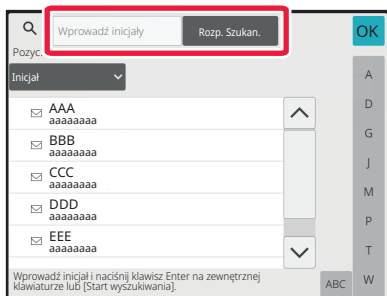 Wprowadź inicjały
Rozp. Szukan.
OK
Pozyc.
Inicjał
AAA
aaaaaaaa
BBB
aaaaaaaa
CCC
aaaaaaaa
DDD
aaaaaaaa
EEE
aaaaaaaa
A
D
G
J
M
P
T
W
ABC
Wprowadź inicjał i naciśnij klawisz Enter na zewnętrznej
klawiaturze lub [Start wyszukiwania].